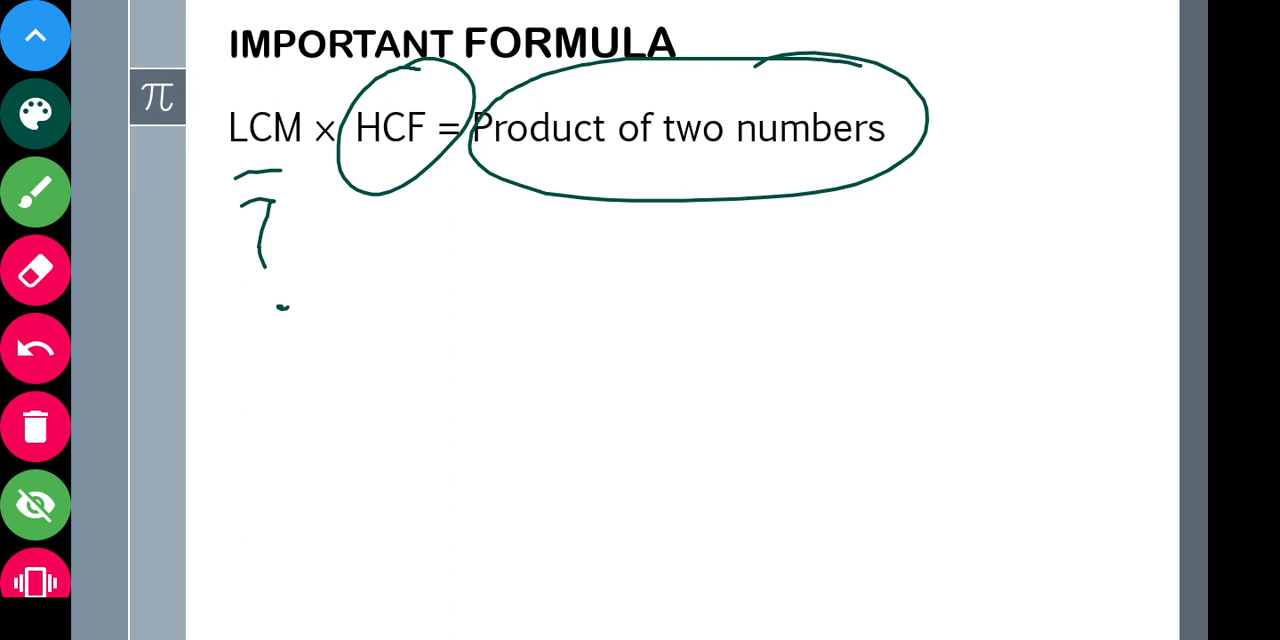 IMPORTANT FORMULA
π
LCM × HCF = Product of two numbers
?